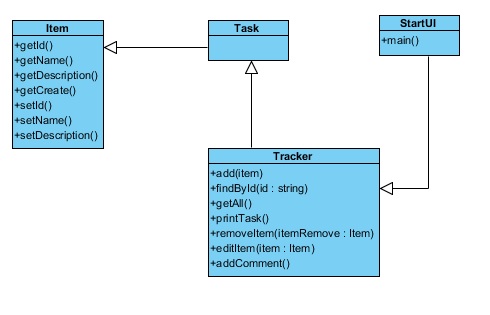 Item
+getId()
+getName()
+getDescription()
+getCreate()
+setId()
+setName()
+setDescription()
Task
StartUI
+main()
Tracker
+add(item)
+findById(id : string)
+getAll()
+printTask()
+removeItem(itemRemove : Item)
+editItem(item : Item)
+addComment()